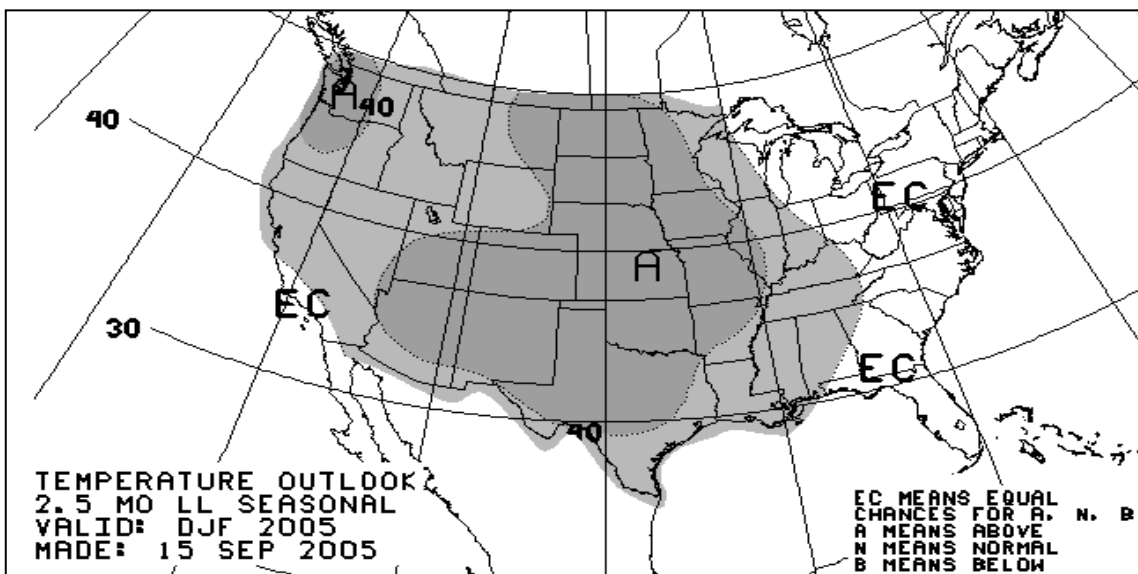 A 40
40
EC
A
EC
30
EC
40
TEMPERATURE OUTLOOK
2.5 MO LL SEASONAL
VALID: DJF 2005
MADE: 15 SEP 2005
EC MEANS EQUAL
CHANCES FOR A, N, B
A MEANS ABOVE
N MEANS NORMAL
B MEANS BELOW